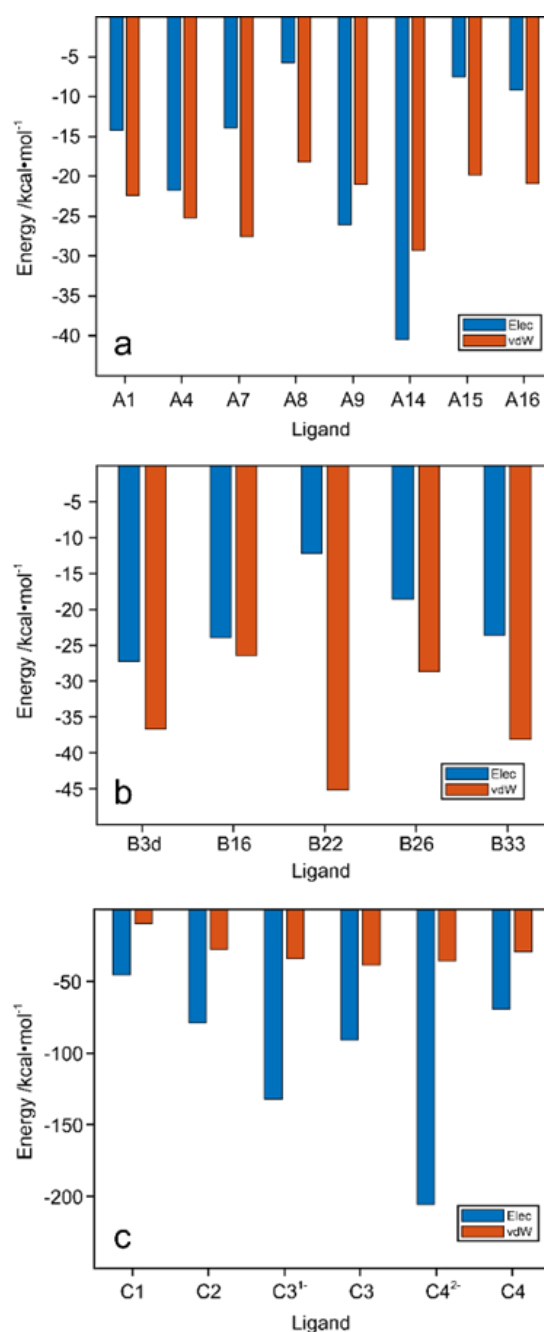 -5
-10
-15
-20
-25
-30
-35
-40
Energy /kcal•mol⁻¹
a
Elec
vdW
A1 A4 A7 A8 A9 A14 A15 A16
Ligand
-5
-10
-15
-20
-25
-30
-35
-40
-45
Energy /kcal•mol⁻¹
b
Elec
vdW
B3d B16 B22 B26 B33
Ligand
-50
-100
-150
-200
Energy /kcal•mol⁻¹
c
Elec
vdW
C1 C2 C3¹⁻ C3 C4²⁻ C4
Ligand